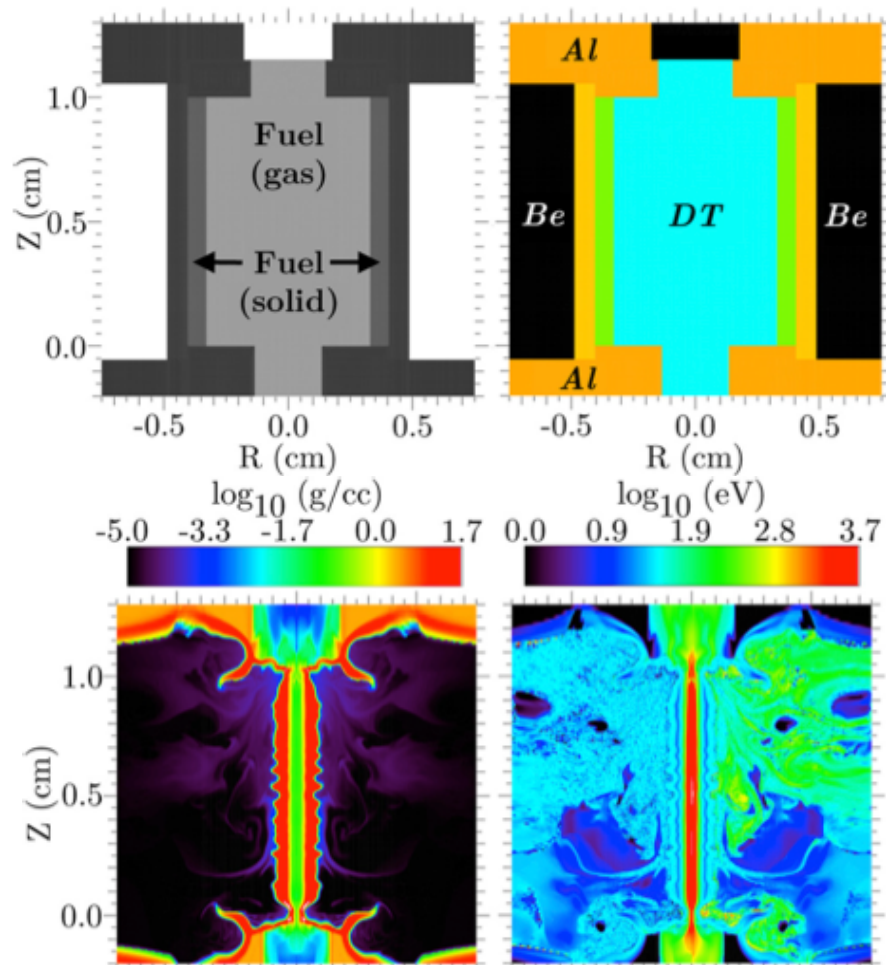 Al
1.0
Fuel
(gas)
Z (cm)
0.5
Be
DT
Be
Fuel
(solid)
0.0
Al
-0.5 0.0 0.5
-0.5 0.0 0.5
R (cm)
R (cm)
log10 (g/cc)
log10 (eV)
-5.0 -3.3 -1.7 0.0 1.7
0.0 0.9 1.9 2.8 3.7
1.0
Z (cm)
0.5
0.0